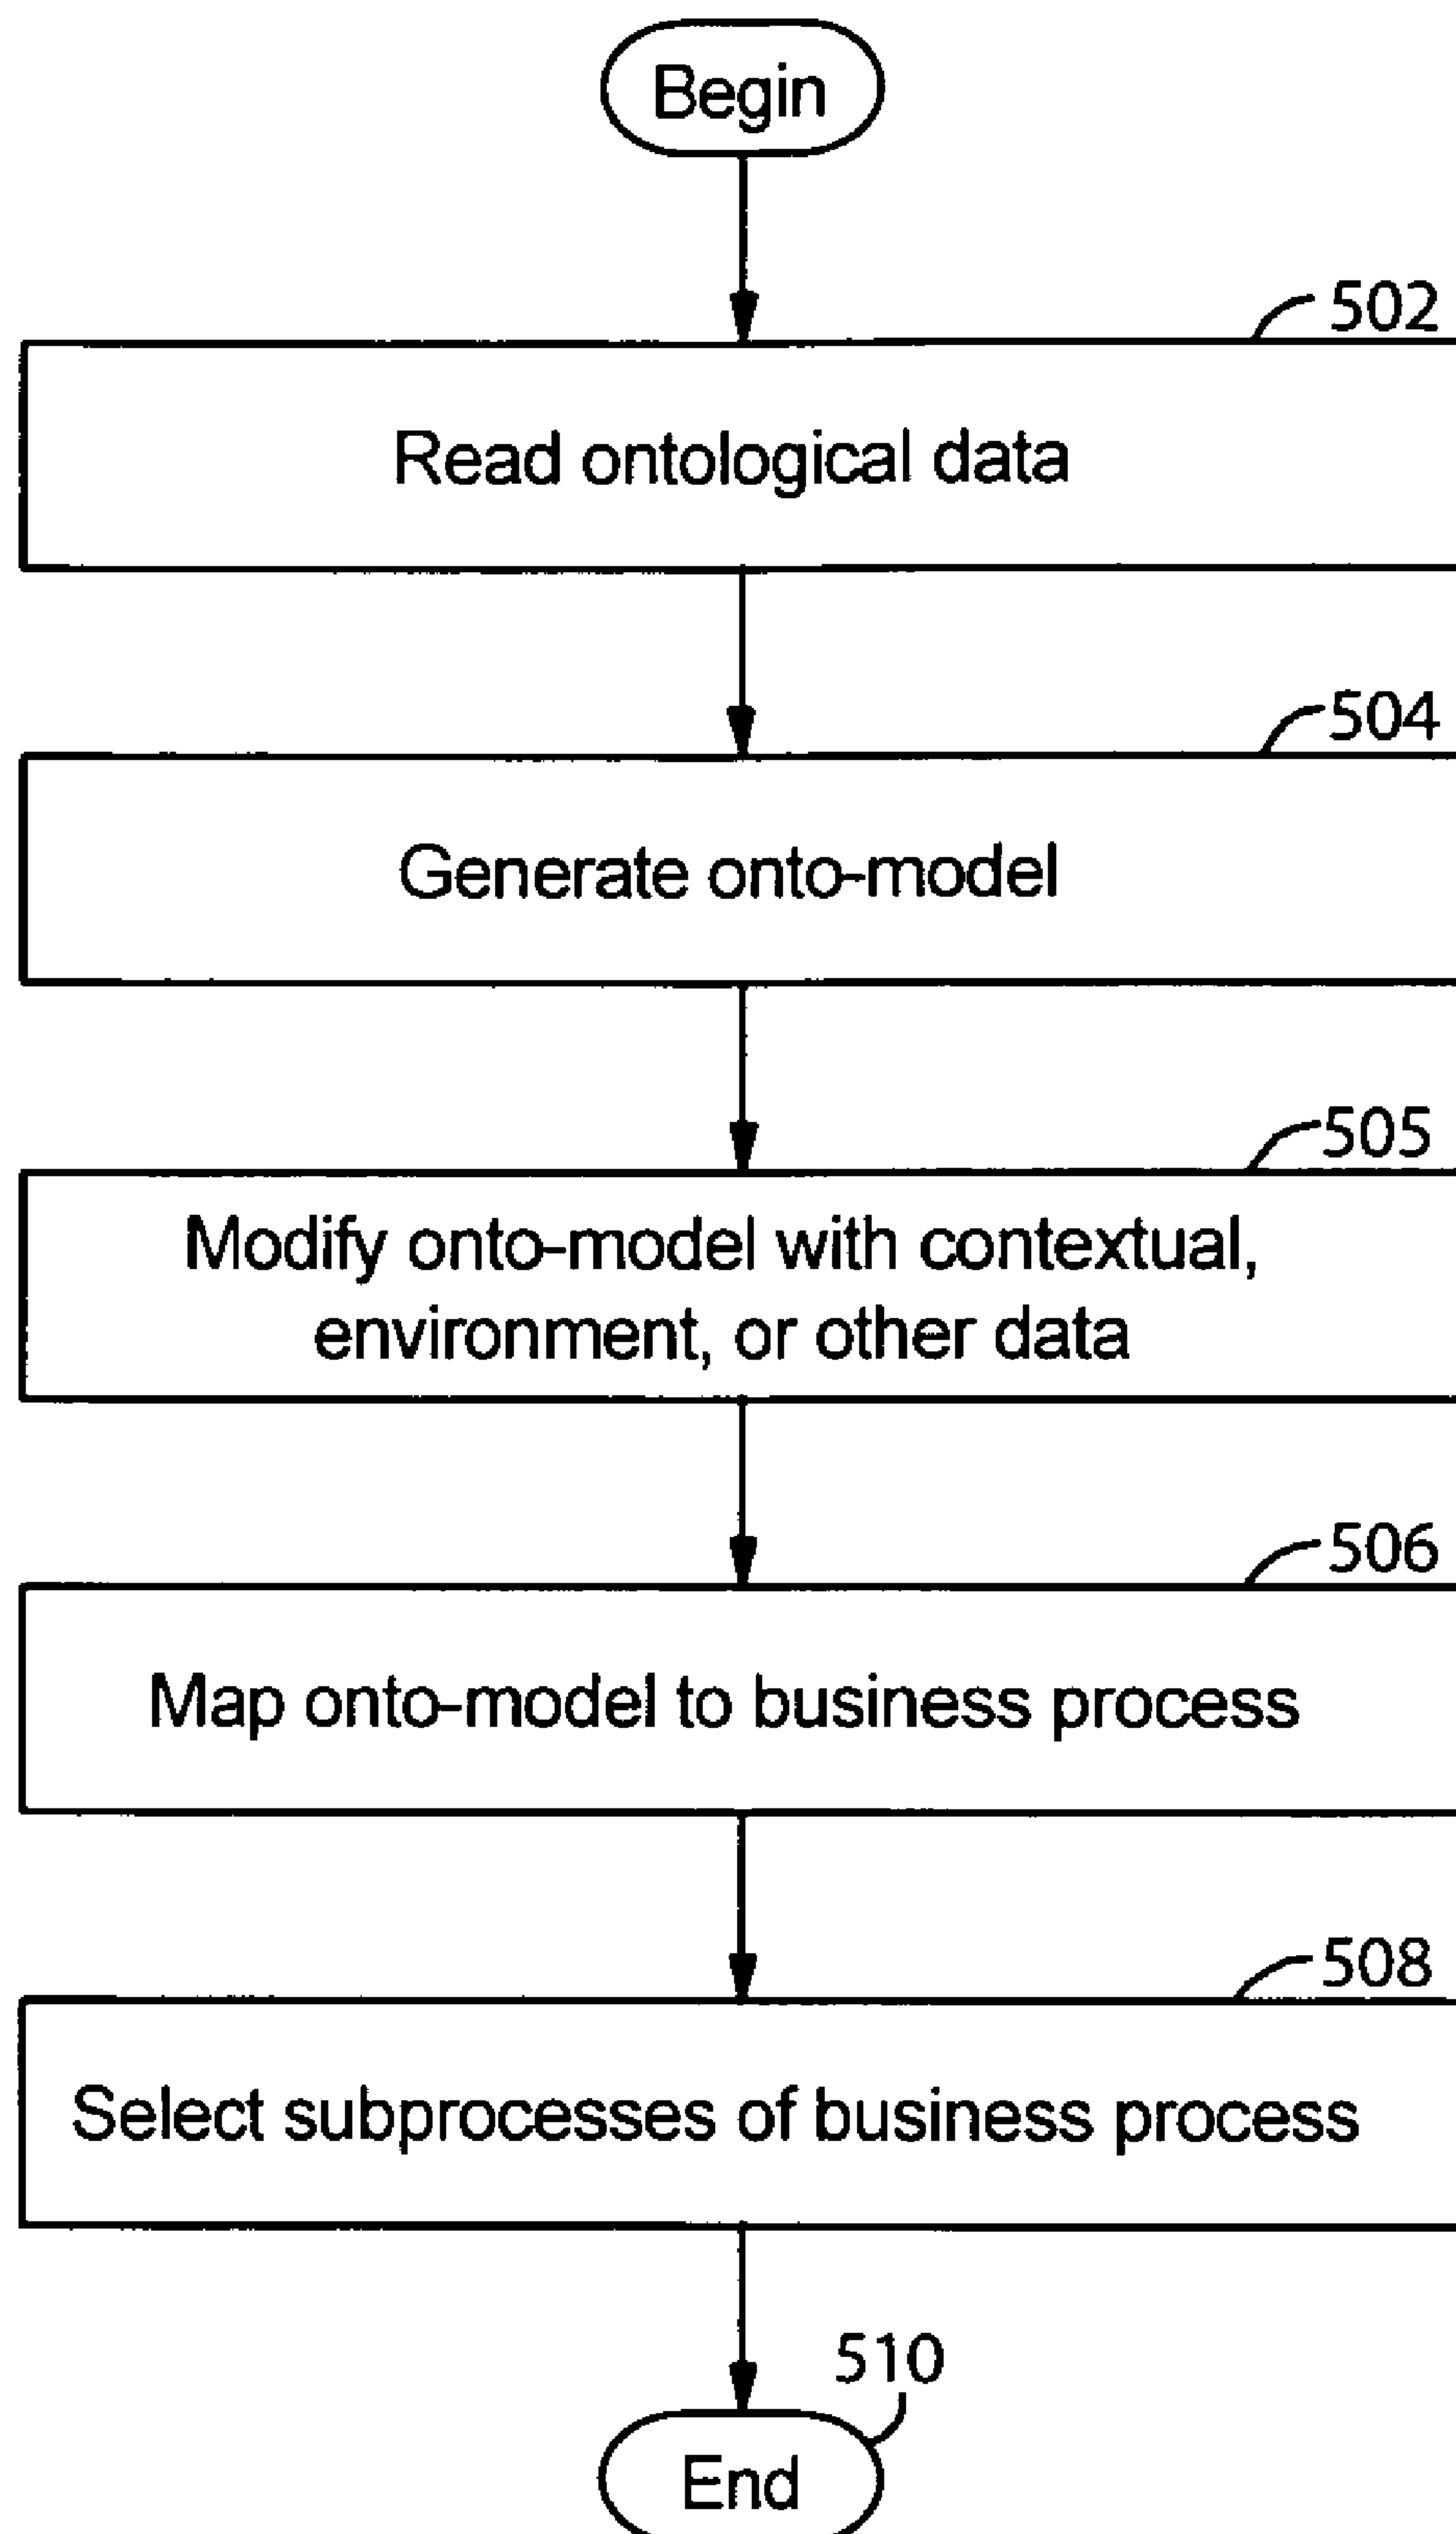 Begin
502
Read ontological data
504
Generate onto-model
505
Modify onto-model with contextual,
environment, or other data
506
Map onto-model to business process
508
Select subprocesses of business process
510
End